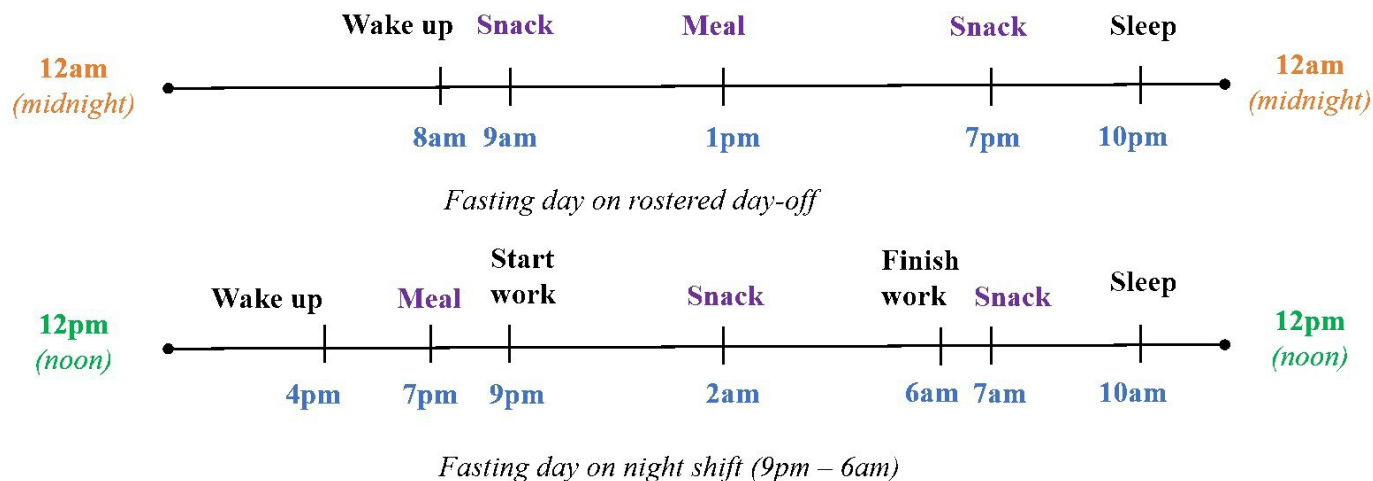 Wake up Snack Meal Snack Sleep
12am
(midnight)
12am
(midnight)
8am 9am 1pm 7pm 10pm
Fasting day on rostered day-off
Start
work
Finish
work
Wake up Meal Snack Snack Sleep
12pm
(noon)
12pm
(noon)
4pm 7pm 9pm 2am 6am 7am 10am
Fasting day on night shift (9pm – 6am)